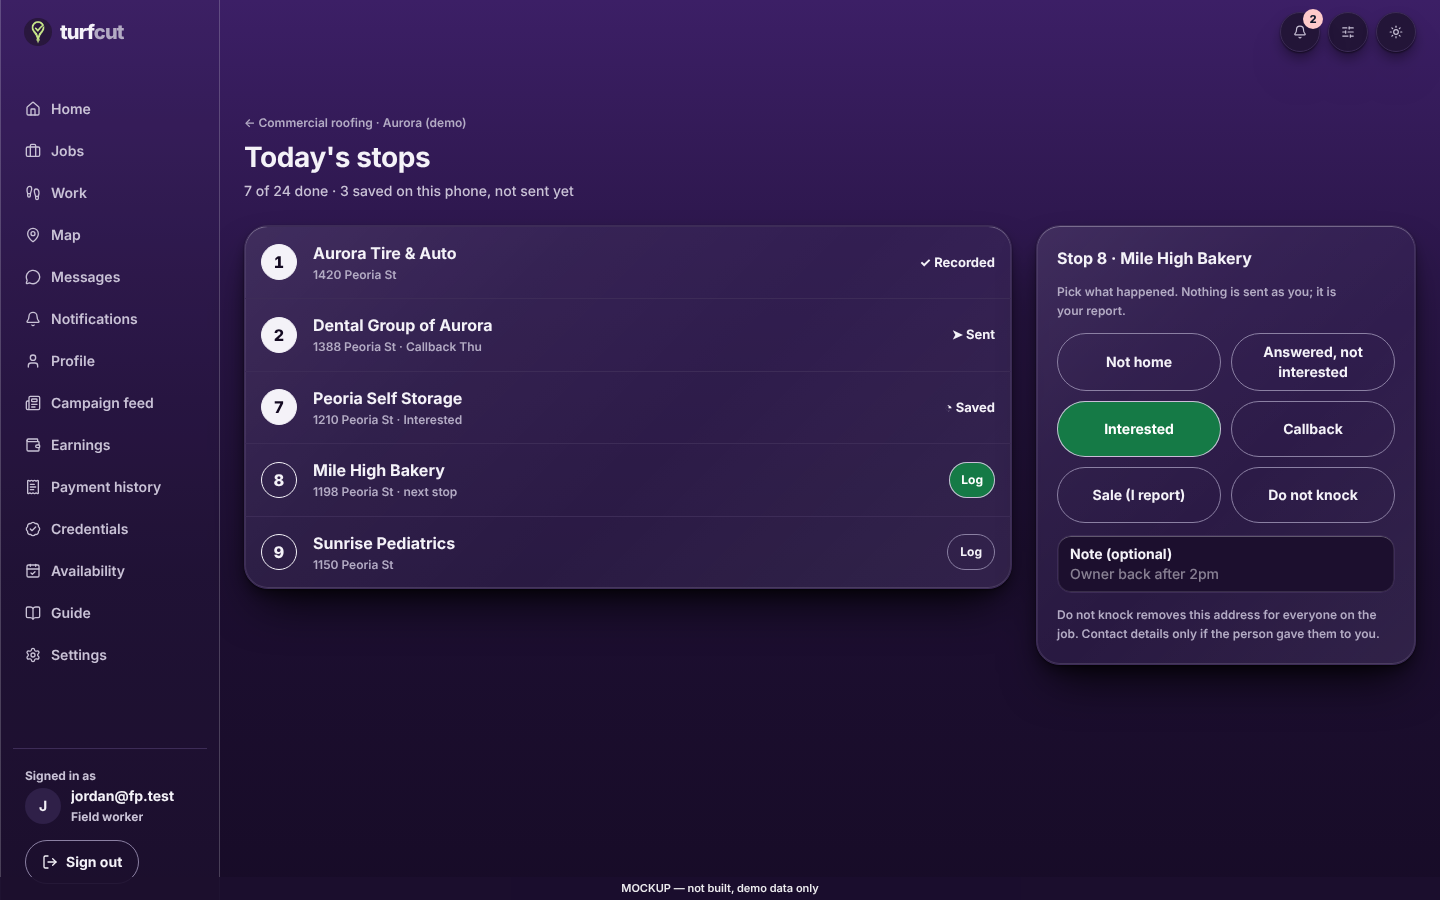 turfcut
2
Home
Jobs
Work
Map
Messages
Notifications
Profile
Campaign feed
Earnings
Payment history
Credentials
Availability
Guide
Settings
Signed in as
J
jordan@fp.test
Field worker
Sign out
← Commercial roofing · Aurora (demo)
Today's stops
7 of 24 done · 3 saved on this phone, not sent yet
1
Aurora Tire & Auto
1420 Peoria St
✓ Recorded
2
Dental Group of Aurora
1388 Peoria St · Callback Thu
➤ Sent
7
Peoria Self Storage
1210 Peoria St · Interested
Saved
8
Mile High Bakery
1198 Peoria St · next stop
Log
9
Sunrise Pediatrics
1150 Peoria St
Log
Stop 8 · Mile High Bakery
Pick what happened. Nothing is sent as you; it is
your report.
Not home
Answered, not
interested
Interested
Callback
Sale (I report)
Do not knock
Note (optional)
Owner back after 2pm
Do not knock removes this address for everyone on the
job. Contact details only if the person gave them to you.
MOCKUP — not built, demo data only